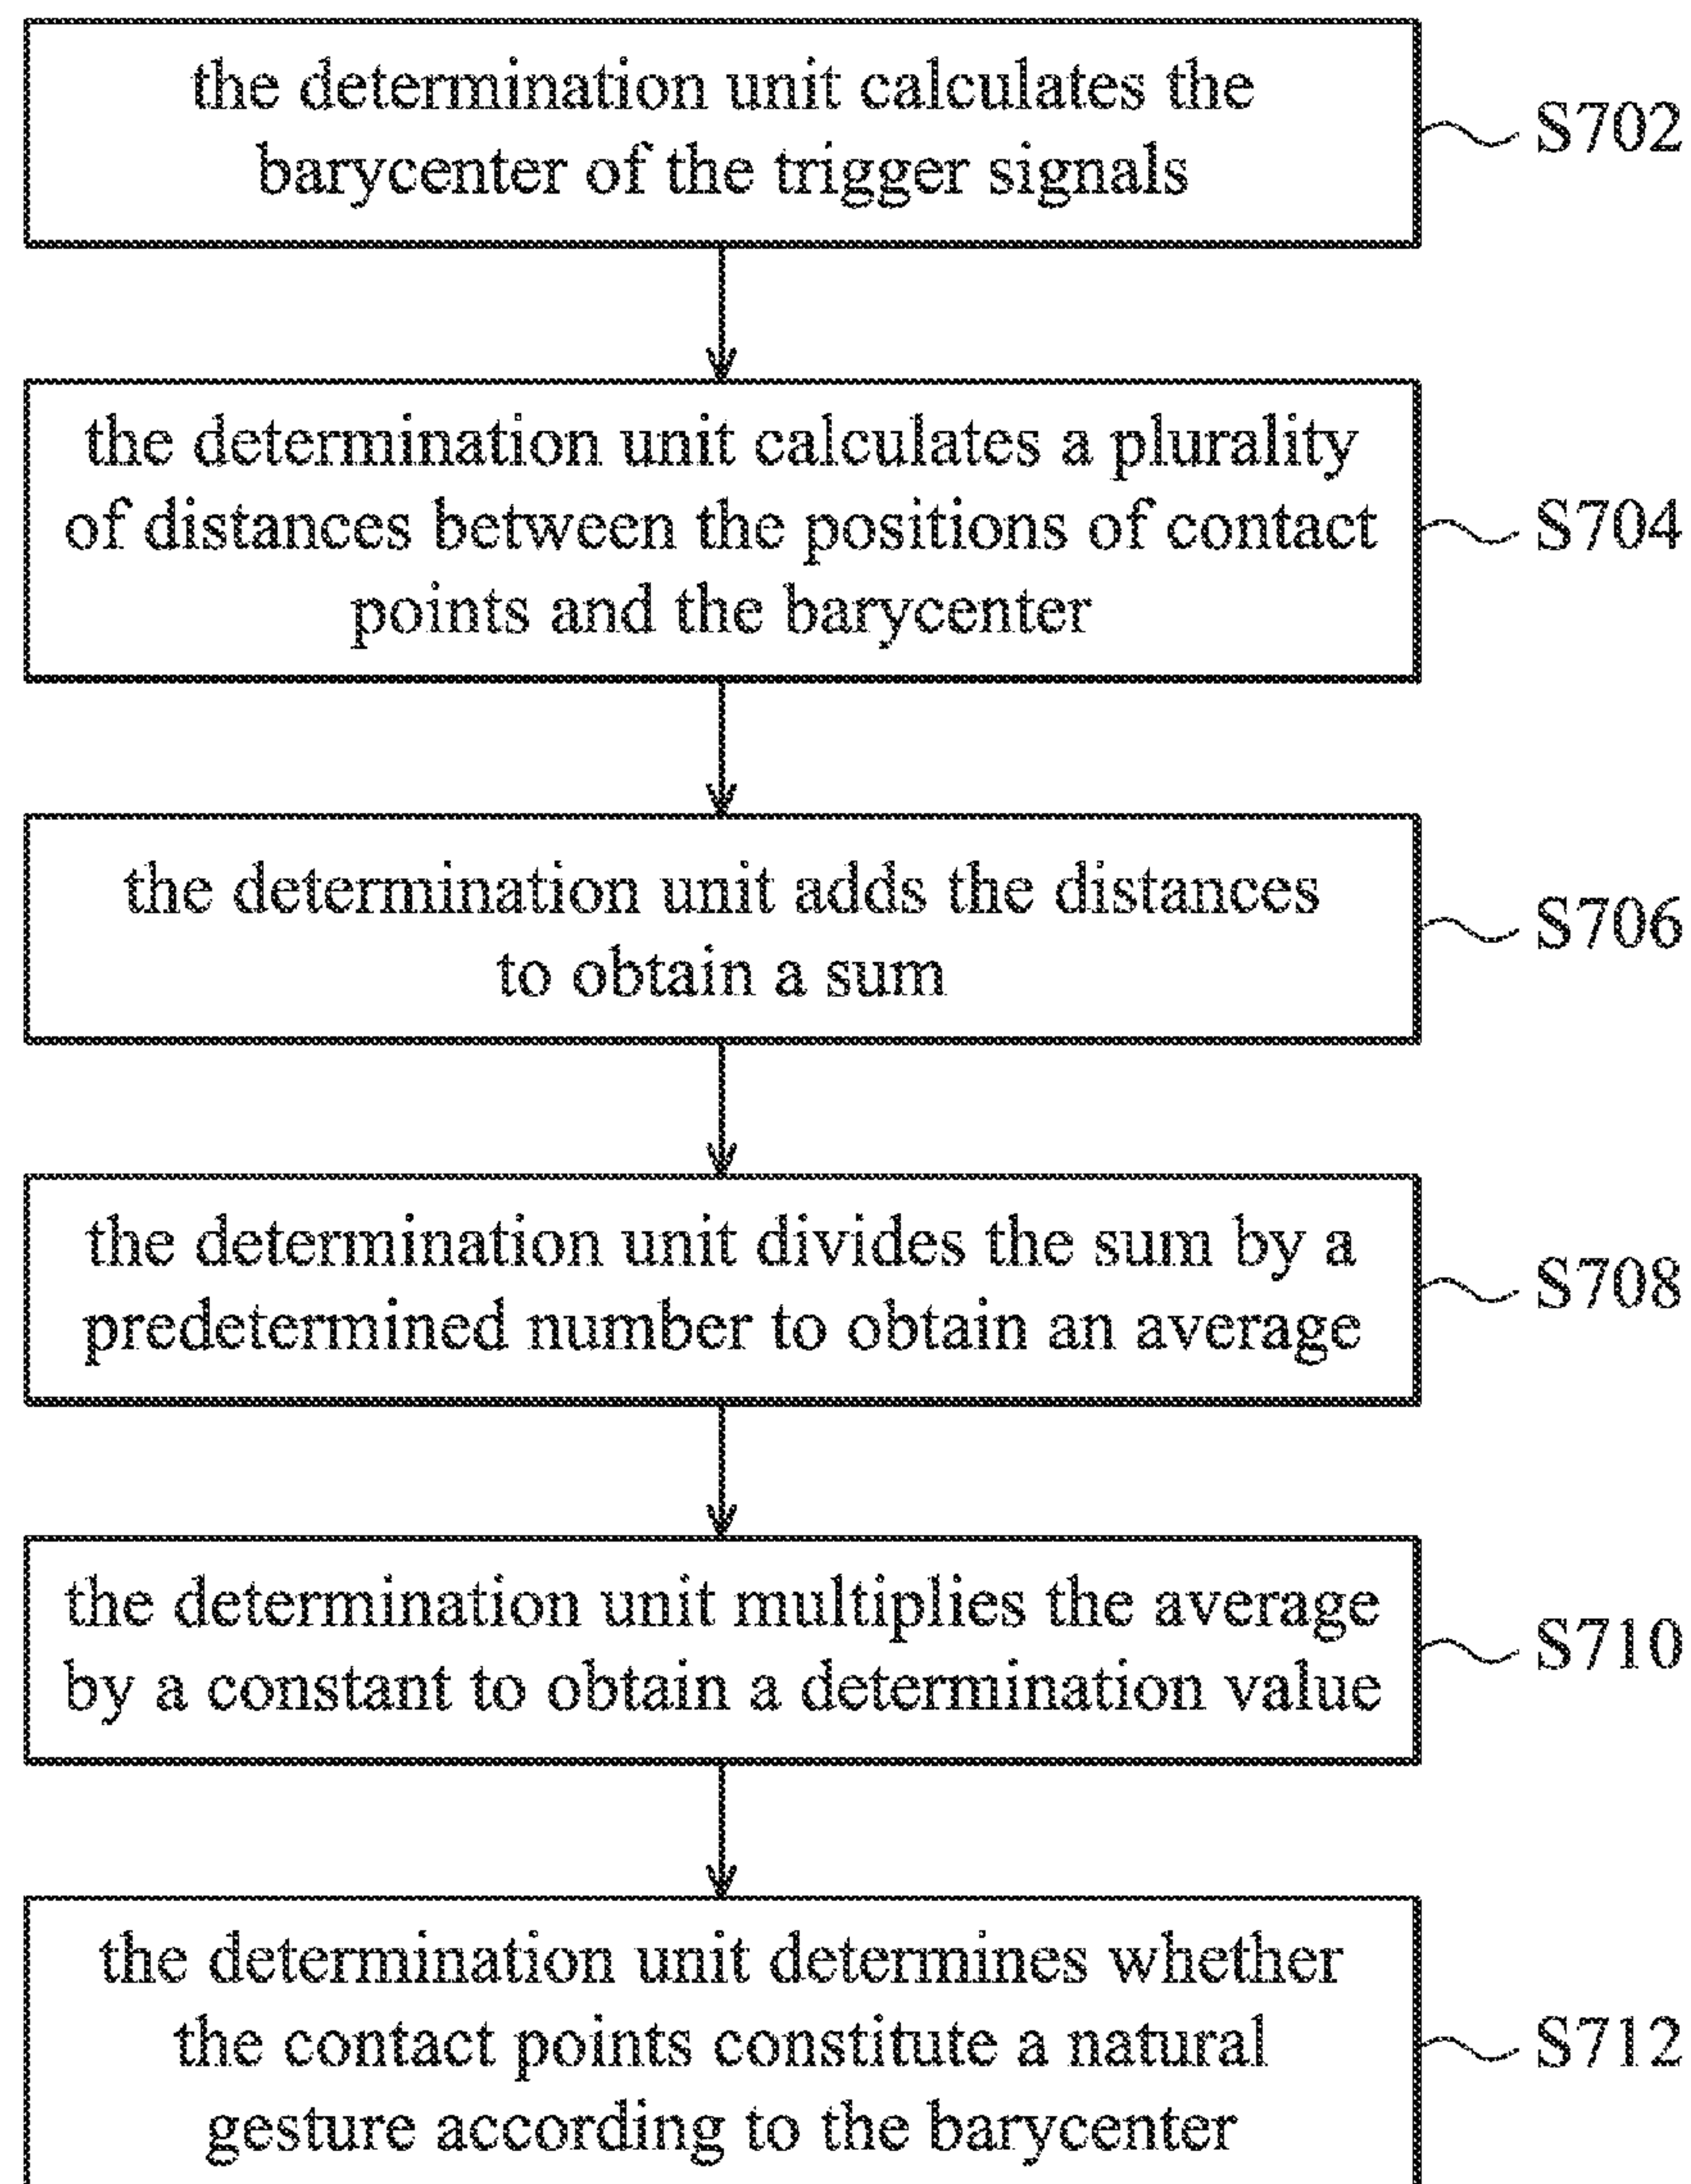 the determination unit calculates the
barycenter of the trigger signals
S702
the determination unit calculates a plurality
of distances between the positions of contact
points and the barycenter
S704
the determination unit adds the distances
to obtain a sum
S706
the determination unit divides the sum by a
predetermined number to obtain an average
S708
the determination unit multiplies the average
by a constant to obtain a determination value
S710
the determination unit determines whether
the contact points constitute a natural
gesture according to the barycenter
S712